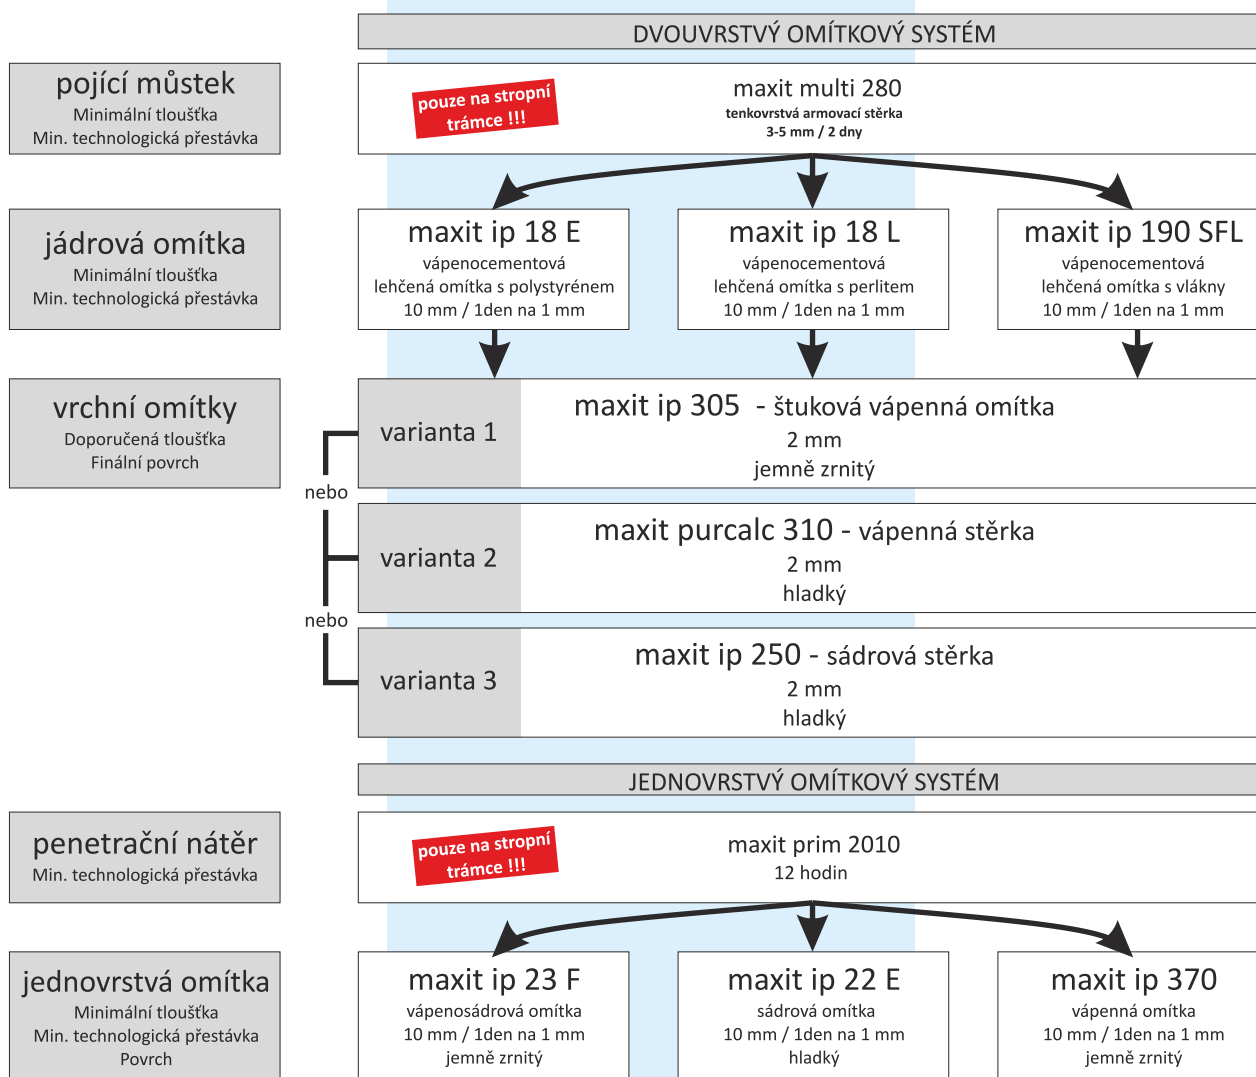 DVOUVRSTVÝ OMÍTKOVÝ SYSTÉM
pojící můstek
Minimální tloušťka
Min. technologická přestávka
pouze na stropní
trámce !!!
maxit multi 280
tenkovrstvá armovací stěrka
3-5 mm / 2 dny
jádrová omítka
Minimální tloušťka
Min. technologická přestávka
maxit ip 18 E
vápenocementová
lehčená omítka s polystyrénem
10 mm / 1den na 1 mm
maxit ip 18 L
vápenocementová
lehčená omítka s perlitem
10 mm / 1den na 1 mm
maxit ip 190 SFL
vápenocementová
lehčená omítka s vlákny
10 mm / 1den na 1 mm
vrchní omítky
Doporučená tloušťka
Finální povrch
varianta 1
maxit ip 305 - štuková vápenná omítka
2 mm
jemně zrnitý
nebo
varianta 2
maxit purcalc 310 - vápenná stěrka
2 mm
hladký
nebo
varianta 3
maxit ip 250 - sádrová stěrka
2 mm
hladký
JEDNOVRSTVÝ OMÍTKOVÝ SYSTÉM
penetrační nátěr
Min. technologická přestávka
pouze na stropní
trámce !!!
maxit prim 2010
12 hodin
jednovrstvá omítka
Minimální tloušťka
Min. technologická přestávka
Povrch
maxit ip 23 F
vápenosádrová omítka
10 mm / 1den na 1 mm
jemně zrnitý
maxit ip 22 E
sádrová omítka
10 mm / 1den na 1 mm
hladký
maxit ip 370
vápenná omítka
10 mm / 1den na 1 mm
jemně zrnitý